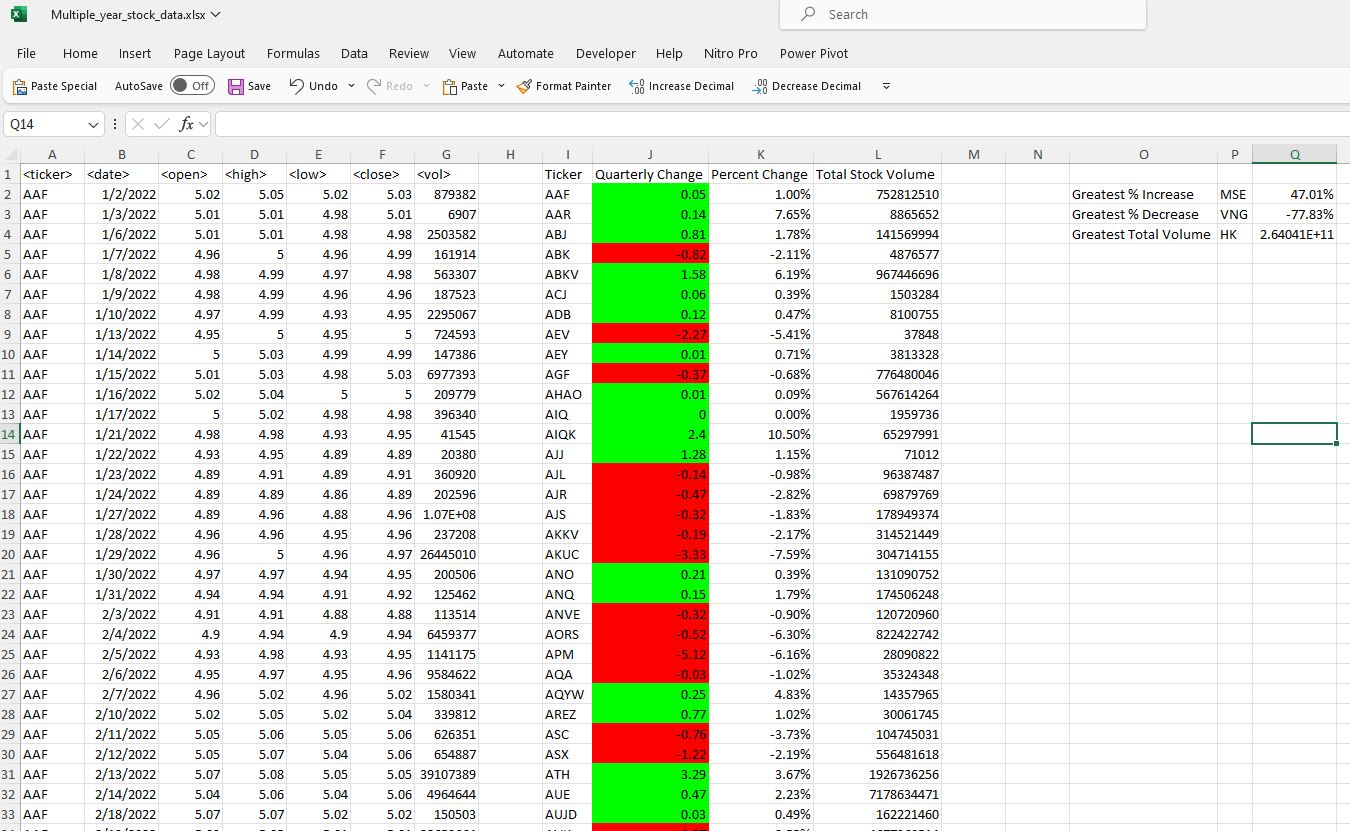 Multiple_year_stock_data.xlsx
Search
File Home Insert Page Layout Formulas Data Review View Automate Developer Help Nitro Pro Power Pivot
Paste Special AutoSave Off Save Undo Redo Paste Format Painter Increase Decimal Decrease Decimal
Q14 fx
A B C D E F G H I J K L M N O P Q
1 <ticker> <date> <open> <high> <low> <close> <vol> Ticker Quarterly Change Percent Change Total Stock Volume
2 AAF 1/2/2022 5.02 5.05 5.02 5.03 879382 AAF 0.05 1.00% 752812510 Greatest % Increase MSE 47.01%
3 AAF 1/3/2022 5.01 5.01 4.98 5.01 6907 AAR 0.14 7.65% 8865652 Greatest % Decrease VNG -77.83%
4 AAF 1/6/2022 5.01 5.01 4.98 4.98 2503582 ABJ 0.81 1.78% 141569994 Greatest Total Volume HK 2.64041E+11
5 AAF 1/7/2022 4.96 5 4.96 4.99 161914 ABK -0.82 -2.11% 4876577
6 AAF 1/8/2022 4.98 4.99 4.97 4.98 563307 ABKV 1.58 6.19% 967446696
7 AAF 1/9/2022 4.98 4.99 4.96 4.96 187523 ACJ 0.06 0.39% 1503284
8 AAF 1/10/2022 4.97 4.99 4.93 4.95 2295067 ADB 0.12 0.47% 8100755
9 AAF 1/13/2022 4.95 5 4.95 5 724593 AEV -2.27 -5.41% 37848
10 AAF 1/14/2022 5 5.03 4.99 4.99 147386 AEY 0.01 0.71% 3813328
11 AAF 1/15/2022 5.01 5.03 4.98 5.03 6977393 AGF -0.37 -0.68% 776480046
12 AAF 1/16/2022 5.02 5.04 5 5 209779 AHAO 0.01 0.09% 567614264
13 AAF 1/17/2022 5 5.02 4.98 4.98 396340 AIQ 0 0.00% 1959736
14 AAF 1/21/2022 4.98 4.98 4.93 4.95 41545 AIQK 2.4 10.50% 65297991
15 AAF 1/22/2022 4.93 4.95 4.89 4.89 20380 AJJ 1.28 1.15% 71012
16 AAF 1/23/2022 4.89 4.91 4.89 4.91 360920 AJL -0.14 -0.98% 96387487
17 AAF 1/24/2022 4.89 4.89 4.86 4.89 202596 AJR -0.47 -2.82% 69879769
18 AAF 1/27/2022 4.89 4.96 4.88 4.96 1.07E+08 AJS -0.32 -1.83% 178949374
19 AAF 1/28/2022 4.96 4.96 4.95 4.96 237208 AKKV -0.19 -2.17% 314521449
20 AAF 1/29/2022 4.96 5 4.96 4.97 26445010 AKUC -3.33 -7.59% 304714155
21 AAF 1/30/2022 4.97 4.97 4.94 4.95 200506 ANO 0.21 0.39% 131090752
22 AAF 1/31/2022 4.94 4.94 4.91 4.92 125462 ANQ 0.15 1.79% 174506248
23 AAF 2/3/2022 4.91 4.91 4.88 4.88 113514 ANVE -0.32 -0.90% 120720960
24 AAF 2/4/2022 4.9 4.94 4.9 4.94 6459377 AORS -0.52 -6.30% 822422742
25 AAF 2/5/2022 4.93 4.98 4.93 4.95 1141175 APM -5.12 -6.16% 28090822
26 AAF 2/6/2022 4.95 4.97 4.95 4.96 9584622 AQA -0.03 -1.02% 35324348
27 AAF 2/7/2022 4.96 5.02 4.96 5.02 1580341 AQYW 0.25 4.83% 14357965
28 AAF 2/10/2022 5.02 5.05 5.02 5.04 339812 AREZ 0.77 1.02% 30061745
29 AAF 2/11/2022 5.05 5.06 5.05 5.06 626351 ASC -0.76 -3.73% 104745031
30 AAF 2/12/2022 5.05 5.07 5.04 5.06 654887 ASX -1.22 -2.19% 556481618
31 AAF 2/13/2022 5.07 5.08 5.05 5.05 39107389 ATH 3.29 3.67% 1926736256
32 AAF 2/14/2022 5.04 5.06 5.04 5.06 4964644 AUE 0.47 2.23% 7178634471
33 AAF 2/18/2022 5.07 5.07 5.02 5.02 150503 AUJD 0.03 0.49% 162221460